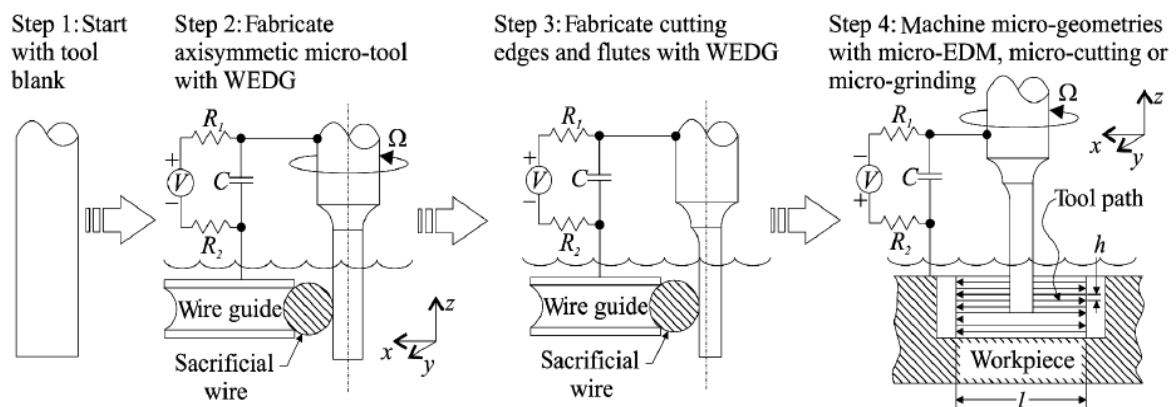 Step 1: Start
with tool
blank
Step 2: Fabricate
axisymmetic micro-tool
with WEDG
R1
+
V
−
C
R2
Ω
Wire guide
Sacrificial
wire
z
x
y
Step 3: Fabricate cutting
edges and flutes with WEDG
R1
+
V
−
C
R2
Wire guide
Sacrificial
wire
Step 4: Machine micro-geometries
with micro-EDM, micro-cutting or
micro-grinding
R1
−
V
+
C
R2
Ω
z
x
y
Tool path
h
Workpiece
l